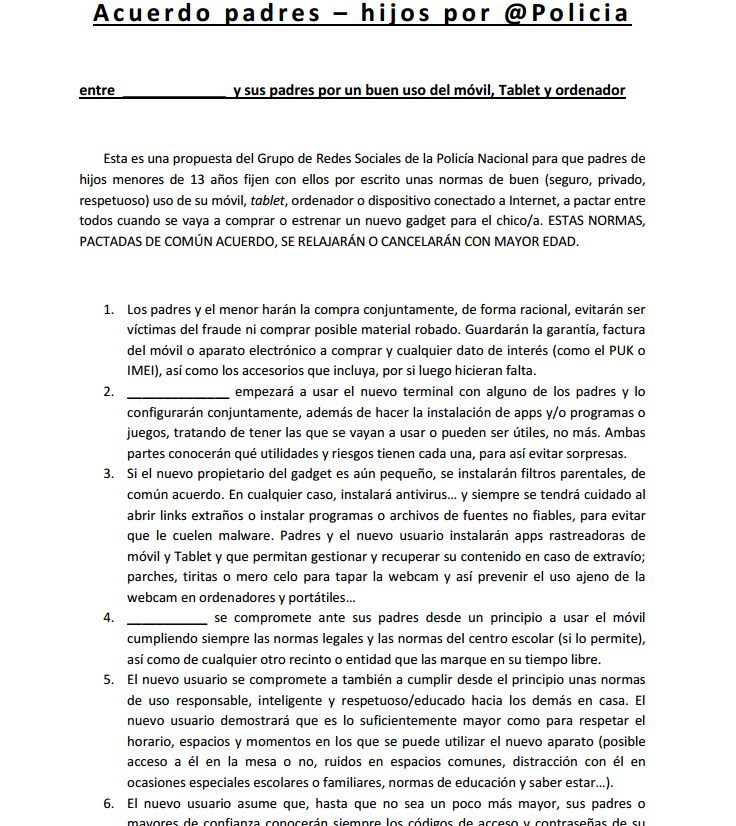 Acuerdo padres – hijos por @Policia
entre _____________ y sus padres por un buen uso del móvil, Tablet y ordenador
Esta es una propuesta del Grupo de Redes Sociales de la Policía Nacional para que padres de
hijos menores de 13 años fijen con ellos por escrito unas normas de buen (seguro, privado,
respetuoso) uso de su móvil, tablet, ordenador o dispositivo conectado a Internet, a pactar entre
todos cuando se vaya a comprar o estrenar un nuevo gadget para el chico/a. ESTAS NORMAS,
PACTADAS DE COMÚN ACUERDO, SE RELAJARÁN O CANCELARÁN CON MAYOR EDAD.
1. Los padres y el menor harán la compra conjuntamente, de forma racional, evitarán ser
víctimas del fraude ni comprar posible material robado. Guardarán la garantía, factura
del móvil o aparato electrónico a comprar y cualquier dato de interés (como el PUK o
IMEI), así como los accesorios que incluya, por si luego hicieran falta.
2. _____________ empezará a usar el nuevo terminal con alguno de los padres y lo
configurarán conjuntamente, además de hacer la instalación de apps y/o programas o
juegos, tratando de tener las que se vayan a usar o pueden ser útiles, no más. Ambas
partes conocerán qué utilidades y riesgos tienen cada una, para así evitar sorpresas.
3. Si el nuevo propietario del gadget es aún pequeño, se instalarán filtros parentales, de
común acuerdo. En cualquier caso, instalará antivirus… y siempre se tendrá cuidado al
abrir links extraños o instalar programas o archivos de fuentes no fiables, para evitar
que le cuelen malware. Padres y el nuevo usuario instalarán apps rastreadoras de
móvil y Tablet y que permitan gestionar y recuperar su contenido en caso de extravío;
parches, tiritas o mero celo para tapar la webcam y así prevenir el uso ajeno de la
webcam en ordenadores y portátiles…
4. __________ se compromete ante sus padres desde un principio a usar el móvil
cumpliendo siempre las normas legales y las normas del centro escolar (si lo permite),
así como de cualquier otro recinto o entidad que las marque en su tiempo libre.
5. El nuevo usuario se compromete a también a cumplir desde el principio unas normas
de uso responsable, inteligente y respetuoso/educado hacia los demás en casa. El
nuevo usuario demostrará que es lo suficientemente mayor como para respetar el
horario, espacios y momentos en los que se puede utilizar el nuevo aparato (posible
acceso a él en la mesa o no, ruidos en espacios comunes, distracción con él en
ocasiones especiales escolares o familiares, normas de educación y saber estar…).
6. El nuevo usuario asume que, hasta que no sea un poco más mayor, sus padres o
mayores de confianza conocerán siempre los códigos de acceso y contraseñas de su